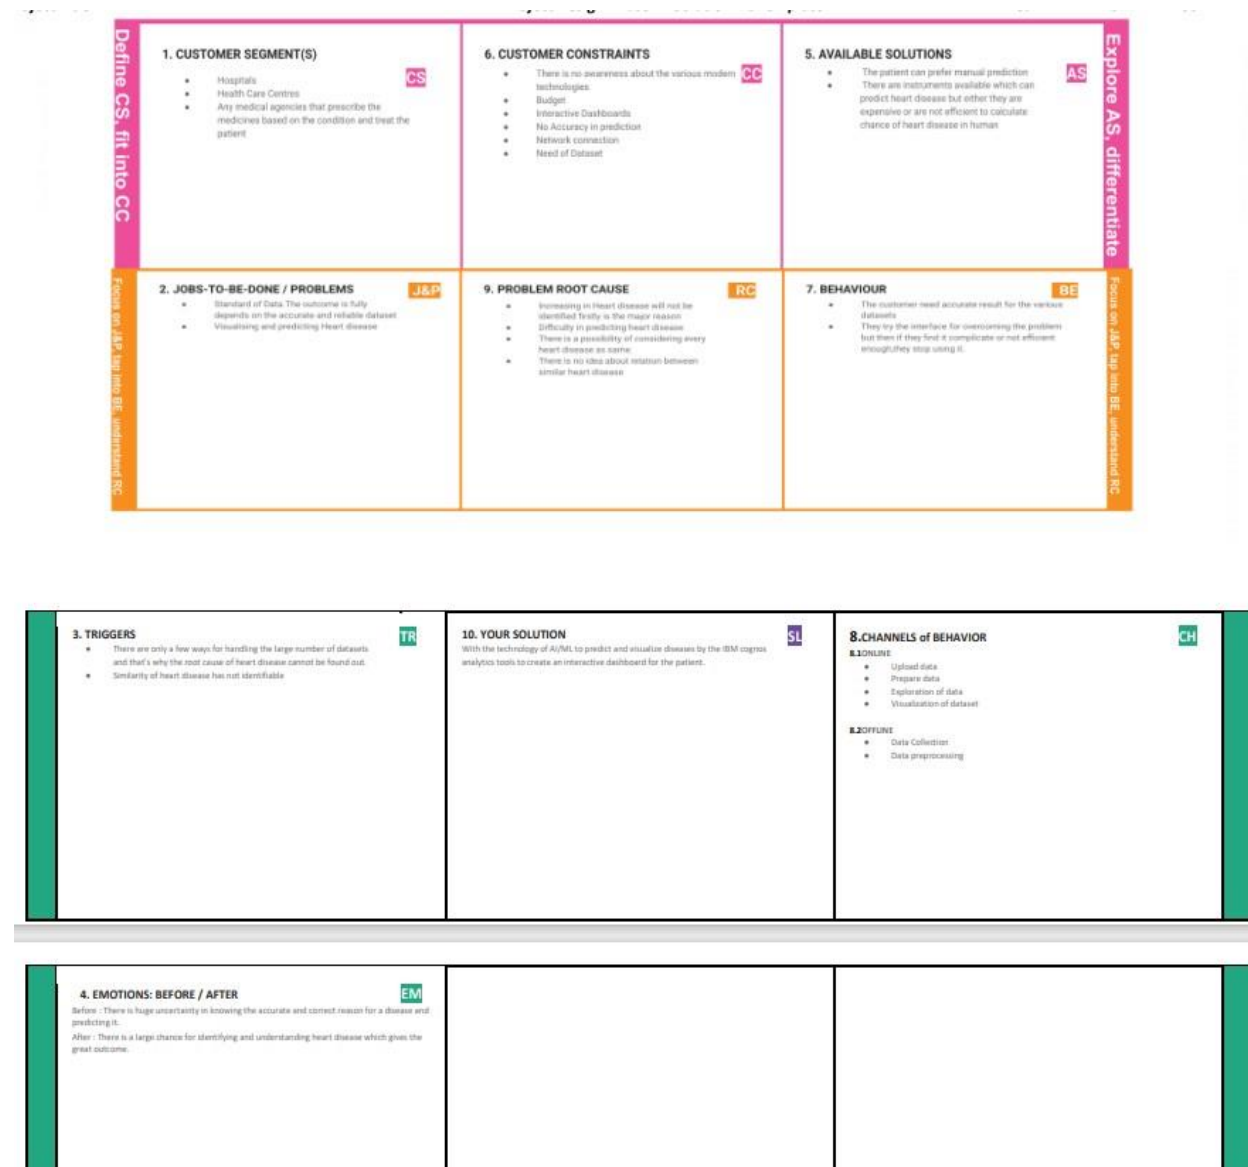 Define CS, fit into CC
1. CUSTOMER SEGMENT(S)
CS
Hospitals
Health Care Centres
Any medical agencies that prescribe the
medicines based on the condition and treat the
patient
6. CUSTOMER CONSTRAINTS
CC
There is no awareness about the various modern
technologies
Budget
Interactive Dashboards
No Accuracy in prediction
Network connection
Need of Dataset
5. AVAILABLE SOLUTIONS
AS
The patient can prefer manual prediction
There are instruments available which can
predict heart disease but either they are
expensive or are not efficient to calculate
chance of heart disease in human
Explore AS, differentiate
Focus on J&P, tap into BE, understand RC
2. JOBS-TO-BE-DONE / PROBLEMS
J&P
Standard of Data.The outcome is fully
depends on the accurate and reliable dataset
Visualising and predicting Heart disease
9. PROBLEM ROOT CAUSE
RC
Increasing in Heart disease will not be
identified firstly is the major reason
Difficulty in predicting heart disease
There is a possibility of considering every
heart disease as same
There is no idea about relation between
similar heart disease
7. BEHAVIOUR
BE
The customer need accurate result for the various
datasets
They try the interface for overcoming the problem
but then if they find it complicate or not efficient
enough,they stop using it.
Focus on J&P, tap into BE, understand RC
3. TRIGGERS
TR
There are only a few ways for handling the large number of datasets
and that's why the root cause of heart disease cannot be found out.
Similarity of heart disease has not identifiable
10. YOUR SOLUTION
SL
With the technology of AI/ML to predict and visualize diseases by the IBM cognos
analytics tools to create an interactive dashboard for the patient.
8.CHANNELS of BEHAVIOR
CH
8.1ONLINE
Upload data
Prepare data
Exploration of data
Visualization of dataset
8.2OFFLINE
Data Collection
Data preprocessing
4. EMOTIONS: BEFORE / AFTER
EM
Before : There is huge uncertainty in knowing the accurate and correct reason for a disease and
predicting it.
After : There is a large chance for identifying and understanding heart disease which gives the
great outcome.